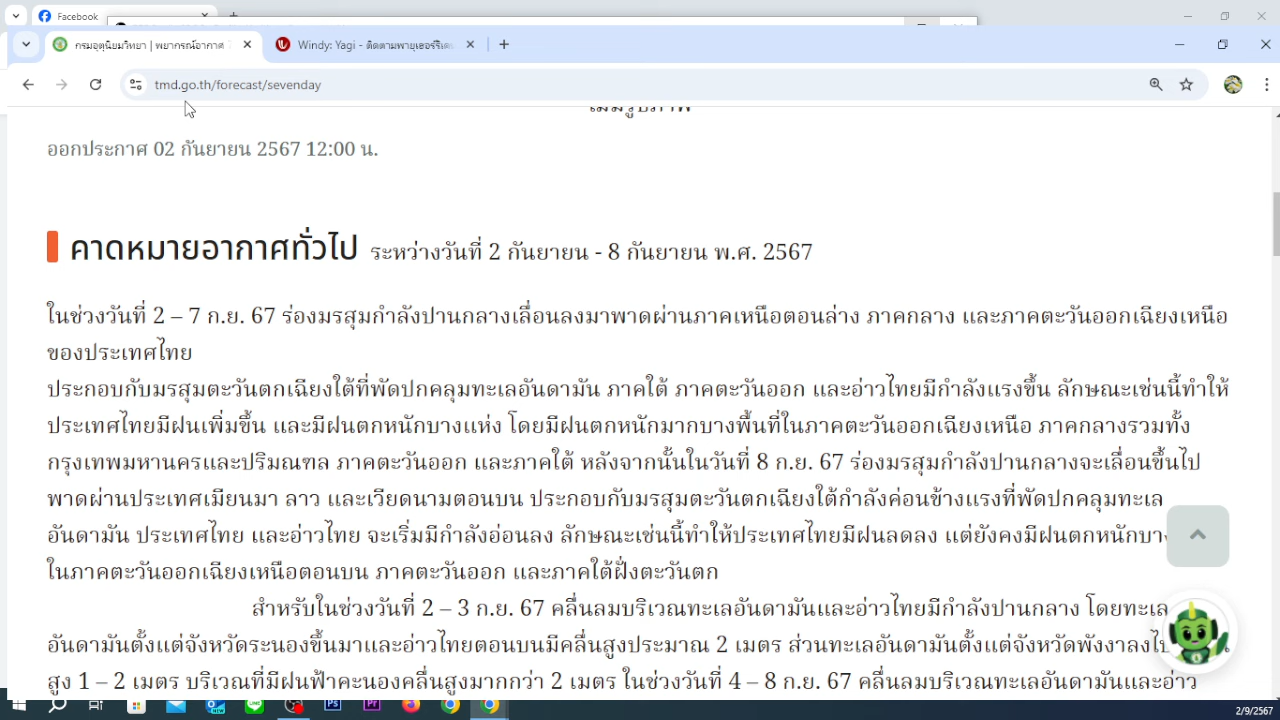 Facebook
กรมอุตุนิยมวิทยา | พยากรณ์อากาศ 7
Windy: Yagi - ติดตามพายุเฮอร์ริเคน
tmd.go.th/forecast/sevenday
ไม่มีรูปภาพ
ออกประกาศ 02 กันยายน 2567 12:00 น.
คาดหมายอากาศทั่วไป ระหว่างวันที่ 2 กันยายน - 8 กันยายน พ.ศ. 2567
ในช่วงวันที่ 2 – 7 ก.ย. 67 ร่องมรสุมกำลังปานกลางเลื่อนลงมาพาดผ่านภาคเหนือตอนล่าง ภาคกลาง และภาคตะวันออกเฉียงเหนือ
ของประเทศไทย
ประกอบกับมรสุมตะวันตกเฉียงใต้ที่พัดปกคลุมทะเลอันดามัน ภาคใต้ ภาคตะวันออก และอ่าวไทยมีกำลังแรงขึ้น ลักษณะเช่นนี้ทำให้
ประเทศไทยมีฝนเพิ่มขึ้น และมีฝนตกหนักบางแห่ง โดยมีฝนตกหนักมากบางพื้นที่ในภาคตะวันออกเฉียงเหนือ ภาคกลางรวมทั้ง
กรุงเทพมหานครและปริมณฑล ภาคตะวันออก และภาคใต้ หลังจากนั้นในวันที่ 8 ก.ย. 67 ร่องมรสุมกำลังปานกลางจะเลื่อนขึ้นไป
พาดผ่านประเทศเมียนมา ลาว และเวียดนามตอนบน ประกอบกับมรสุมตะวันตกเฉียงใต้กำลังค่อนข้างแรงที่พัดปกคลุมทะเล
อันดามัน ประเทศไทย และอ่าวไทย จะเริ่มมีกำลังอ่อนลง ลักษณะเช่นนี้ทำให้ประเทศไทยมีฝนลดลง แต่ยังคงมีฝนตกหนักบาง
ในภาคตะวันออกเฉียงเหนือตอนบน ภาคตะวันออก และภาคใต้ฝั่งตะวันตก
สำหรับในช่วงวันที่ 2 – 3 ก.ย. 67 คลื่นลมบริเวณทะเลอันดามันและอ่าวไทยมีกำลังปานกลาง โดยทะเล
อันดามันตั้งแต่จังหวัดระนองขึ้นมาและอ่าวไทยตอนบนมีคลื่นสูงประมาณ 2 เมตร ส่วนทะเลอันดามันตั้งแต่จังหวัดพังงาลงไป
สูง 1 – 2 เมตร บริเวณที่มีฝนฟ้าคะนองคลื่นสูงมากกว่า 2 เมตร ในช่วงวันที่ 4 – 8 ก.ย. 67 คลื่นลมบริเวณทะเลอันดามันและอ่าว
2/9/2567